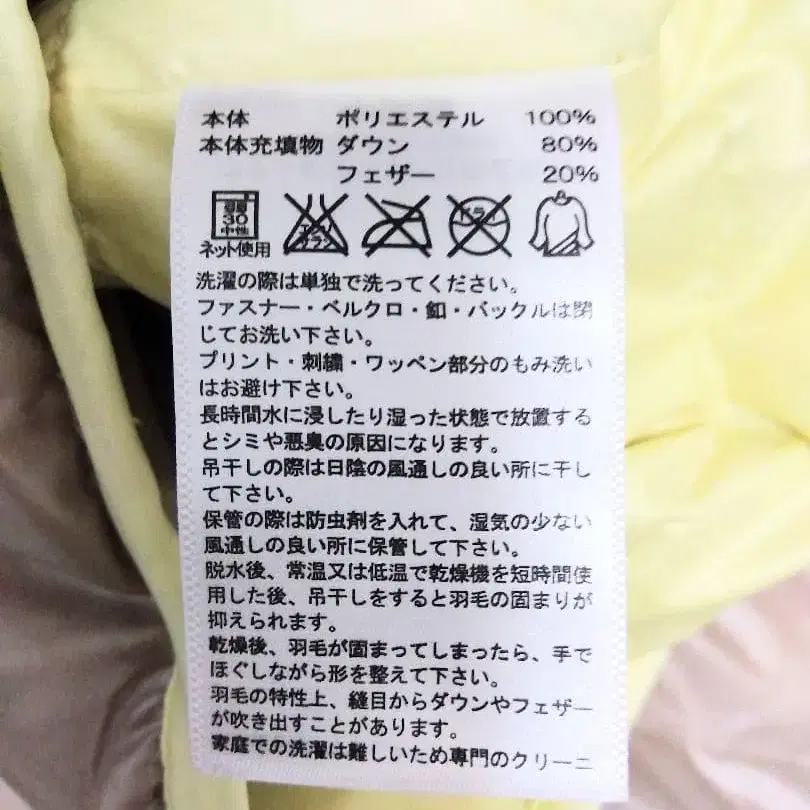 本体 ポリエステル 100%
本体充填物 ダウン 80%
フェザー 20%
弱 30 中性 エンソ サラシ ドライ
ネット使用
洗濯の際は単独で洗ってください。
ファスナー・ベルクロ・釦・バックルは閉
じてお洗い下さい。
プリント・刺繍・ワッペン部分のもみ洗い
はお避け下さい。
長時間水に浸したり湿った状態で放置する
とシミや悪臭の原因になります。
吊干しの際は日陰の風通しの良い所に干し
て下さい。
保管の際は防虫剤を入れて、湿気の少ない
風通しの良い所に保管して下さい。
脱水後、常温又は低温で乾燥機を短時間使
用した後、吊干しをすると羽毛の固まりが
抑えられます。
乾燥後、羽毛が固まってしまったら、手で
ほぐしながら形を整えて下さい。
羽毛の特性上、縫目からダウンやフェザー
が吹き出すことがあります。
家庭での洗濯は難しいため専門のクリーニ